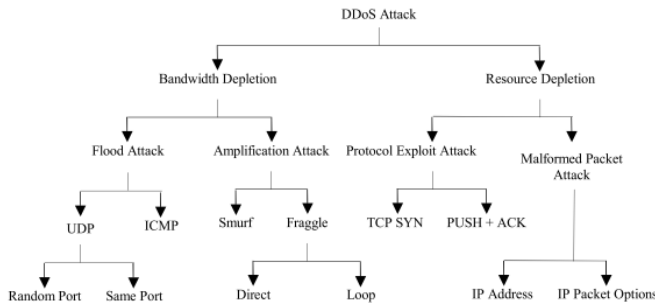 DDoS Attack
Bandwidth Depletion
Resource Depletion
Flood Attack
Amplification Attack
Protocol Exploit Attack
Malformed Packet
Attack
UDP
ICMP
Smurf
Fraggle
TCP SYN
PUSH + ACK
Random Port
Same Port
Direct
Loop
IP Address
IP Packet Options